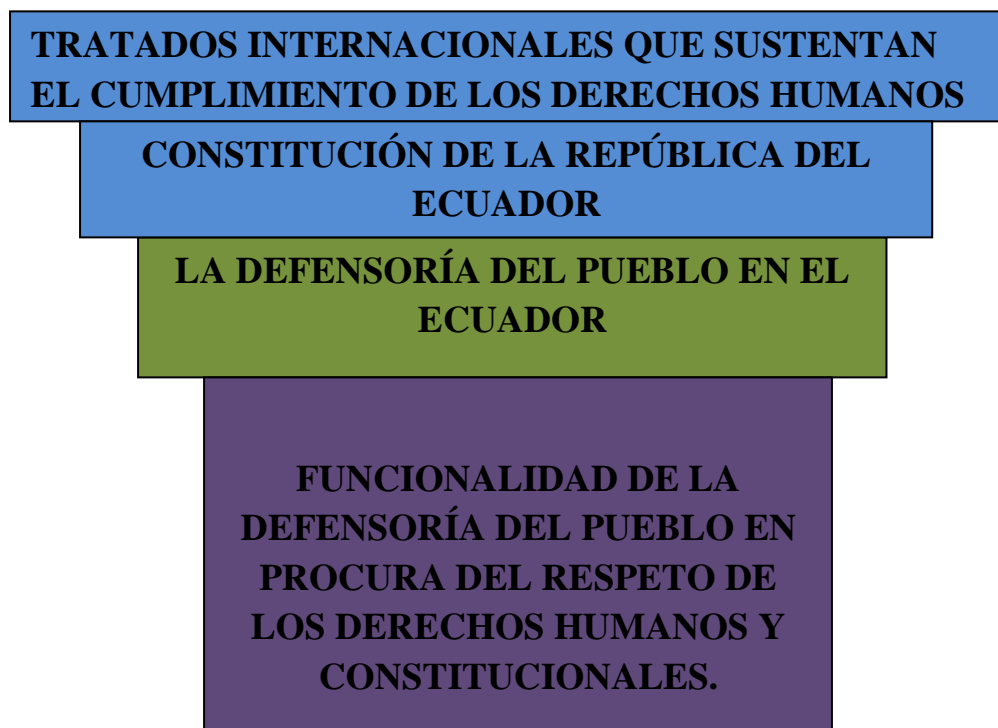 TRATADOS INTERNACIONALES QUE SUSTENTAN
EL CUMPLIMIENTO DE LOS DERECHOS HUMANOS
CONSTITUCIÓN DE LA REPÚBLICA DEL
ECUADOR
LA DEFENSORÍA DEL PUEBLO EN EL
ECUADOR
FUNCIONALIDAD DE LA
DEFENSORÍA DEL PUEBLO EN
PROCURA DEL RESPETO DE
LOS DERECHOS HUMANOS Y
CONSTITUCIONALES.